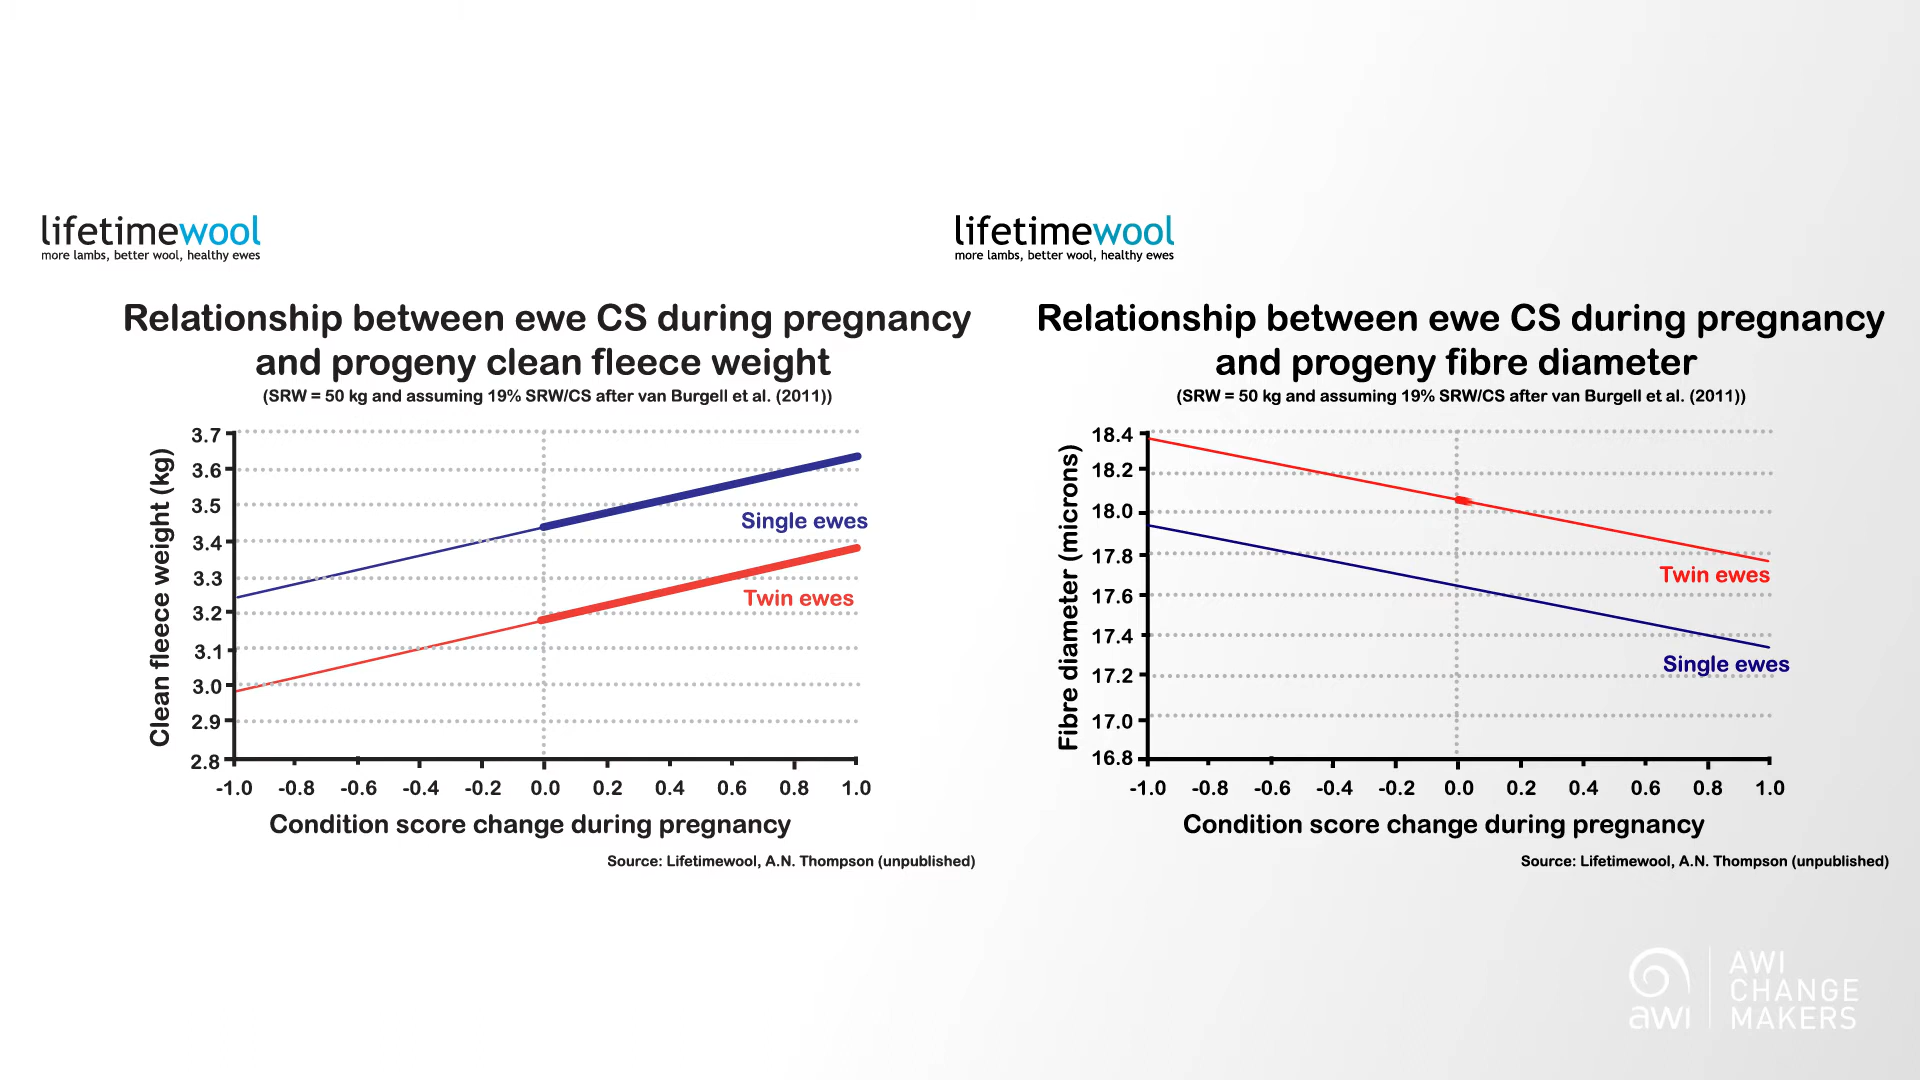 lifetimewool
more lambs, better wool, healthy ewes
Relationship between ewe CS during pregnancy
and progeny clean fleece weight
(SRW = 50 kg and assuming 19% SRW/CS after van Burgell et al. (2011))
Clean fleece weight (kg)
3.7
3.6
3.5
3.4
3.3
3.2
3.1
3.0
2.9
2.8
Single ewes
Twin ewes
-1.0 -0.8 -0.6 -0.4 -0.2 0.0 0.2 0.4 0.6 0.8 1.0
Condition score change during pregnancy
Source: Lifetimewool, A.N. Thompson (unpublished)
lifetimewool
more lambs, better wool, healthy ewes
Relationship between ewe CS during pregnancy
and progeny fibre diameter
(SRW = 50 kg and assuming 19% SRW/CS after van Burgell et al. (2011))
Fibre diameter (microns)
18.4
18.2
18.0
17.8
17.6
17.4
17.2
17.0
16.8
Twin ewes
Single ewes
-1.0 -0.8 -0.6 -0.4 -0.2 0.0 0.2 0.4 0.6 0.8 1.0
Condition score change during pregnancy
Source: Lifetimewool, A.N. Thompson (unpublished)
awi
AWI
CHANGE
MAKERS